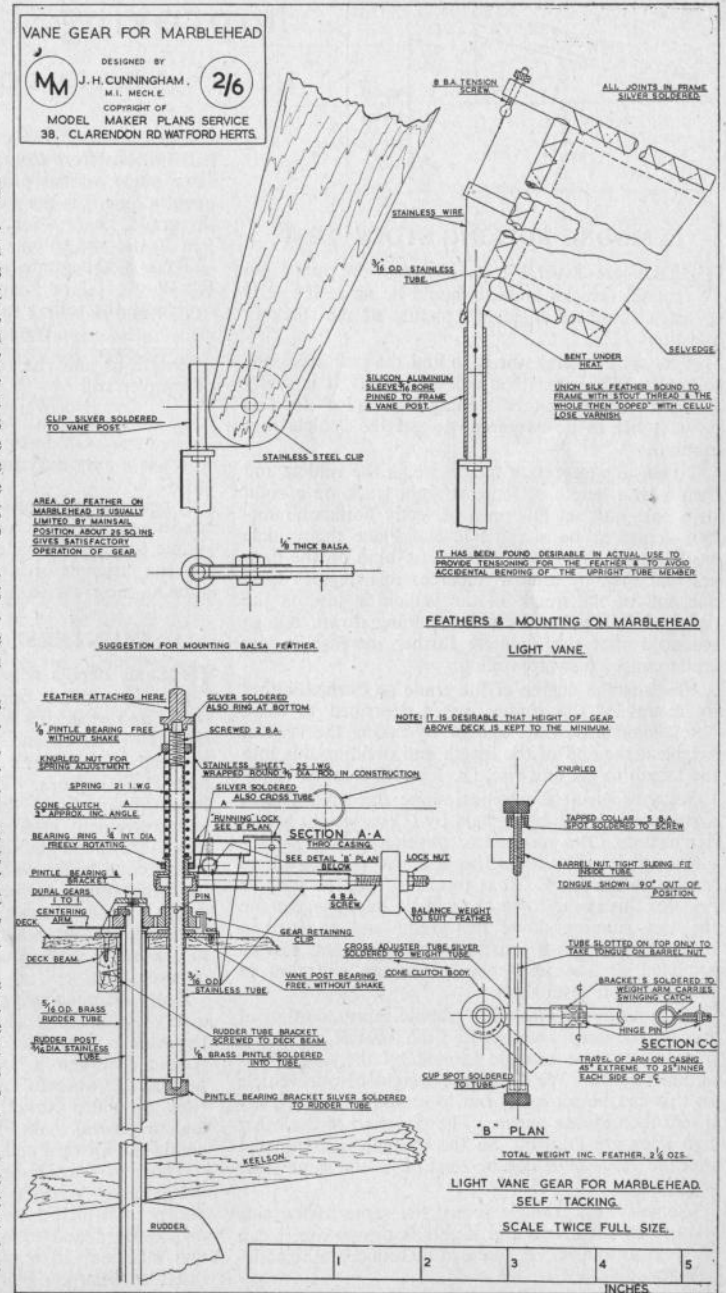 VANE GEAR FOR MARBLEHEAD
DESIGNED BY
MM
J. H. CUNNINGHAM.
M.I. MECH.E.
2/6
COPYRIGHT OF
MODEL MAKER PLANS SERVICE
38. CLARENDON RD WATFORD HERTS.
8 B.A. TENSION
SCREW.
ALL JOINTS IN FRAME
SILVER SOLDERED.
STAINLESS WIRE
3/16 O.D. STAINLESS
TUBE.
SELVEDGE
BENT UNDER
HEAT.
SILICON ALUMINIUM
SLEEVE 3/16 BORE
PINNED TO FRAME
& VANE POST.
UNION SILK FEATHER BOUND TO
FRAME WITH STOUT THREAD & THE
WHOLE THEN "DOPED" WITH CELLU-
LOSE VARNISH
CLIP SILVER SOLDERED
TO VANE POST.
STAINLESS STEEL CLIP
AREA OF FEATHER ON
MARBLEHEAD IS USUALLY
LIMITED BY MAINSAIL
POSITION ABOUT 26 SQ. INS
GIVES SATISFACTORY
OPERATION OF GEAR.
1/8" THICK BALSA.
IT HAS BEEN FOUND DESIRABLE IN ACTUAL USE TO
PROVIDE TENSIONING FOR THE FEATHER & TO AVOID
ACCIDENTAL BENDING OF THE UPRIGHT TUBE MEMBER
SUGGESTION FOR MOUNTING BALSA FEATHER.
FEATHERS & MOUNTING ON MARBLEHEAD
LIGHT VANE.
FEATHER ATTACHED HERE.
SILVER SOLDERED
ALSO RING AT BOTTOM
1/8" PINTLE BEARING FREE
WITHOUT SHAKE
SCREWED 2 B.A.
NOTE: IT IS DESIRABLE THAT HEIGHT OF GEAR
ABOVE DECK IS KEPT TO THE MINIMUM.
KNURLED NUT FOR
SPRING ADJUSTMENT
STAINLESS SHEET 25 I.W.G
WRAPPED ROUND DIA. ROD. IN CONSTRUCTION
SPRING 21 I.W.G
SILVER SOLDERED
ALSO CROSS TUBE.
KNURLED
CONE CLUTCH
3° APPROX. INC. ANGLE.
A
A
"RUNNING" LOCK
SEE B PLAN.
SECTION A-A
THRO CASING.
TAPPED COLLAR 5 B.A.
SPOT SOLDERED TO SCREW
BEARING RING 1/4" INT. DIA.
FREELY ROTATING.
SEE DETAIL 'B' PLAN
BELOW
LOCK NUT
BARREL NUT TIGHT SLIDING FIT
INSIDE TUBE.
TONGUE SHOWN 90° OUT OF
POSITION.
PINTLE BEARING &
BRACKET
DURAL GEARS
1 TO 1.
PIN
4 B.A.
SCREW
BALANCE WEIGHT
TO SUIT FEATHER
CENTERING
ARM
DECK
GEAR RETAINING
CLIP
CROSS ADJUSTER TUBE SILVER
SOLDERED TO WEIGHT TUBE
TUBE SLOTTED ON TOP ONLY TO
TAKE TONGUE ON BARREL NUT.
DECK BEAM
CONE CLUTCH BODY.
3/16 O.D.
STAINLESS TUBE
VANE POST BEARING
FREE. WITHOUT SHAKE
BRACKET S SOLDERED TO
WEIGHT ARM CARRIES
SWINGING CATCH.
5/16 O.D. BRASS
RUDDER TUBE
HINGE PIN
SECTION C-C
RUDDER TUBE BRACKET
SCREWED TO DECK BEAM
RUDDER POST
3/16 DIA. STAINLESS
TUBE
1/8 BRASS PINTLE SOLDERED
INTO TUBE.
TRAVEL OF ARM ON CASING
45° EXTREME TO 25° INNER
EACH SIDE OF ℄
CUP SPOT SOLDERED
TO TUBE
PINTLE BEARING BRACKET SILVER SOLDERED
TO RUDDER TUBE.
"B" PLAN
TOTAL WEIGHT INC. FEATHER, 2 1/4 OZS.
KEELSON.
LIGHT VANE GEAR FOR MARBLEHEAD.
SELF TACKING.
SCALE TWICE FULL SIZE.
RUDDER.
1 2 3 4 5
INCHES